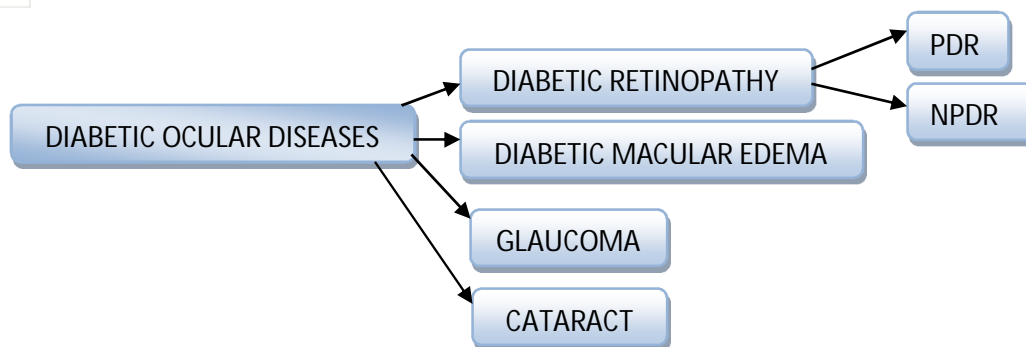 DIABETIC OCULAR DISEASES
DIABETIC RETINOPATHY
PDR
NPDR
DIABETIC MACULAR EDEMA
GLAUCOMA
CATARACT